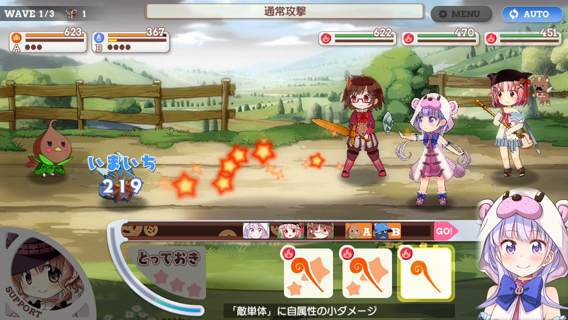 WAVE 1/3 1
通常攻撃
MENU
AUTO
623
367
622
470
451
A
B
いまいち
219
A B GO!
とっておき
SUPPORT
「敵単体」に自属性の小ダメージ